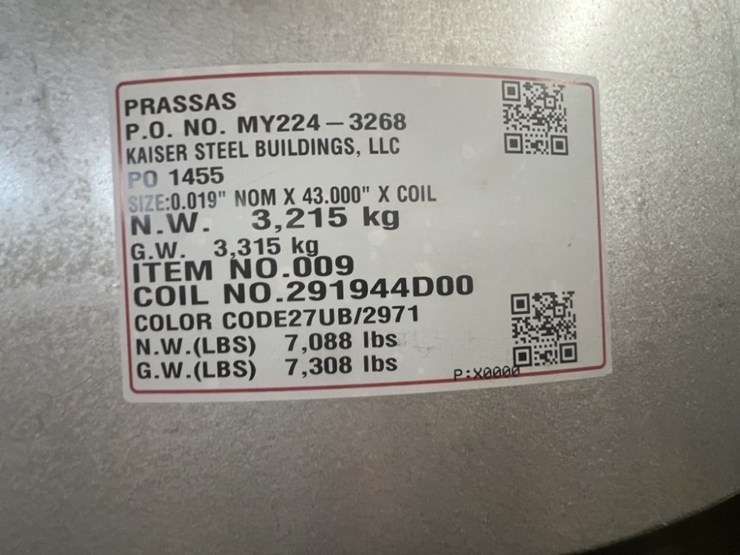 PRASSAS
P.O. NO. MY224-3268
KAISER STEEL BUILDINGS, LLC
PO 1455
SIZE:0.019" NOM X 43.000" X COIL
N.W. 3,215 kg
G.W. 3,315 kg
ITEM NO.009
COIL NO.291944D00
COLOR CODE27UB/2971
N.W.(LBS) 7,088 lbs
G.W.(LBS) 7,308 lbs
P:X0000